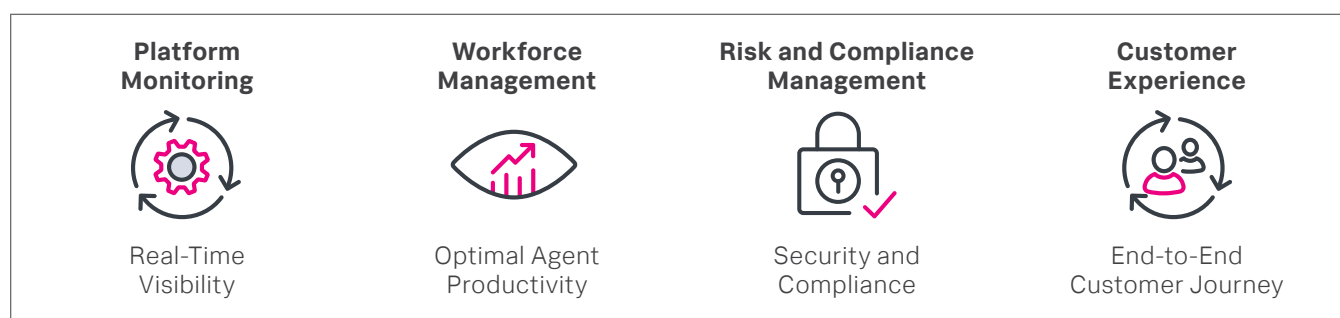 Platform
Monitoring
Real-Time
Visibility
Workforce
Management
Optimal Agent
Productivity
Risk and Compliance
Management
Security and
Compliance
Customer
Experience
End-to-End
Customer Journey